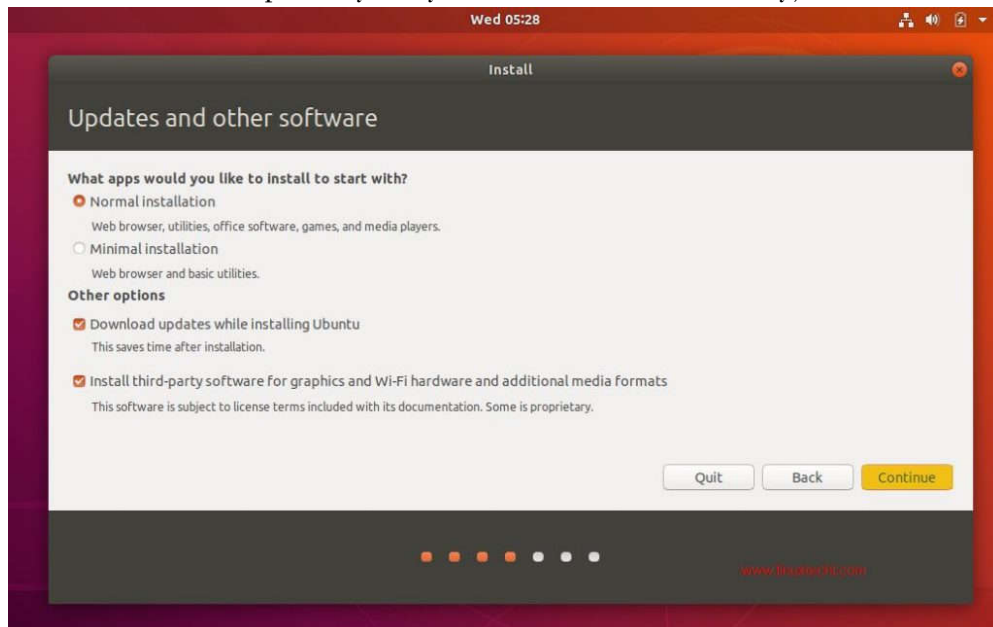 Wed 05:28
Install
Updates and other software
What apps would you like to install to start with?
Normal installation
Web browser, utilities, office software, games, and media players.
Minimal installation
Web browser and basic utilities.
Other options
Download updates while installing Ubuntu
This saves time after installation.
Install third-party software for graphics and Wi-Fi hardware and additional media formats
This software is subject to license terms included with its documentation. Some is proprietary.
Quit Back Continue